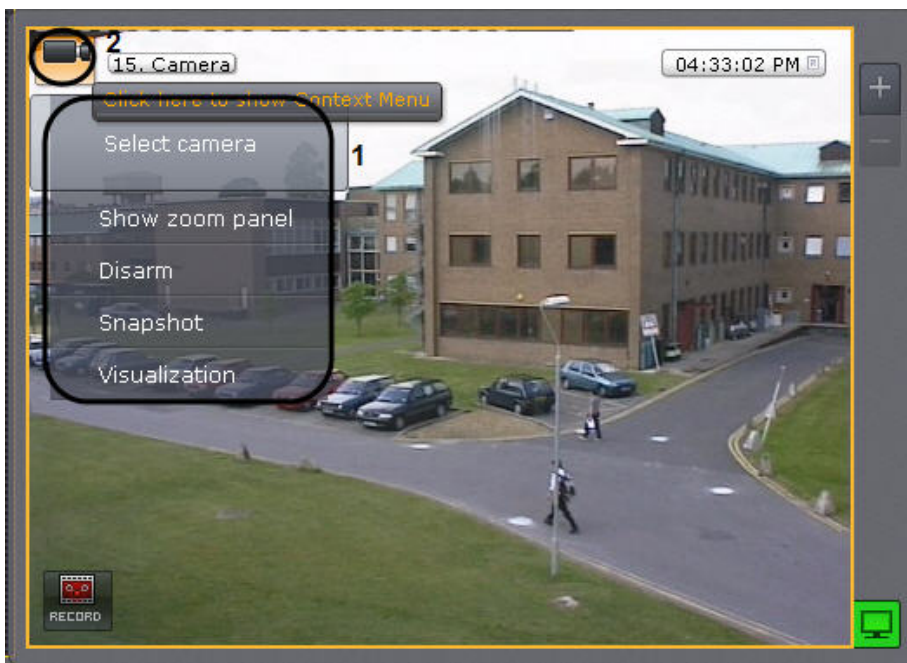 2
15. Camera
04:33:02 PM
Click here to show Context Menu
Select camera
1
Show zoom panel
Disarm
Snapshot
Visualization
RECORD